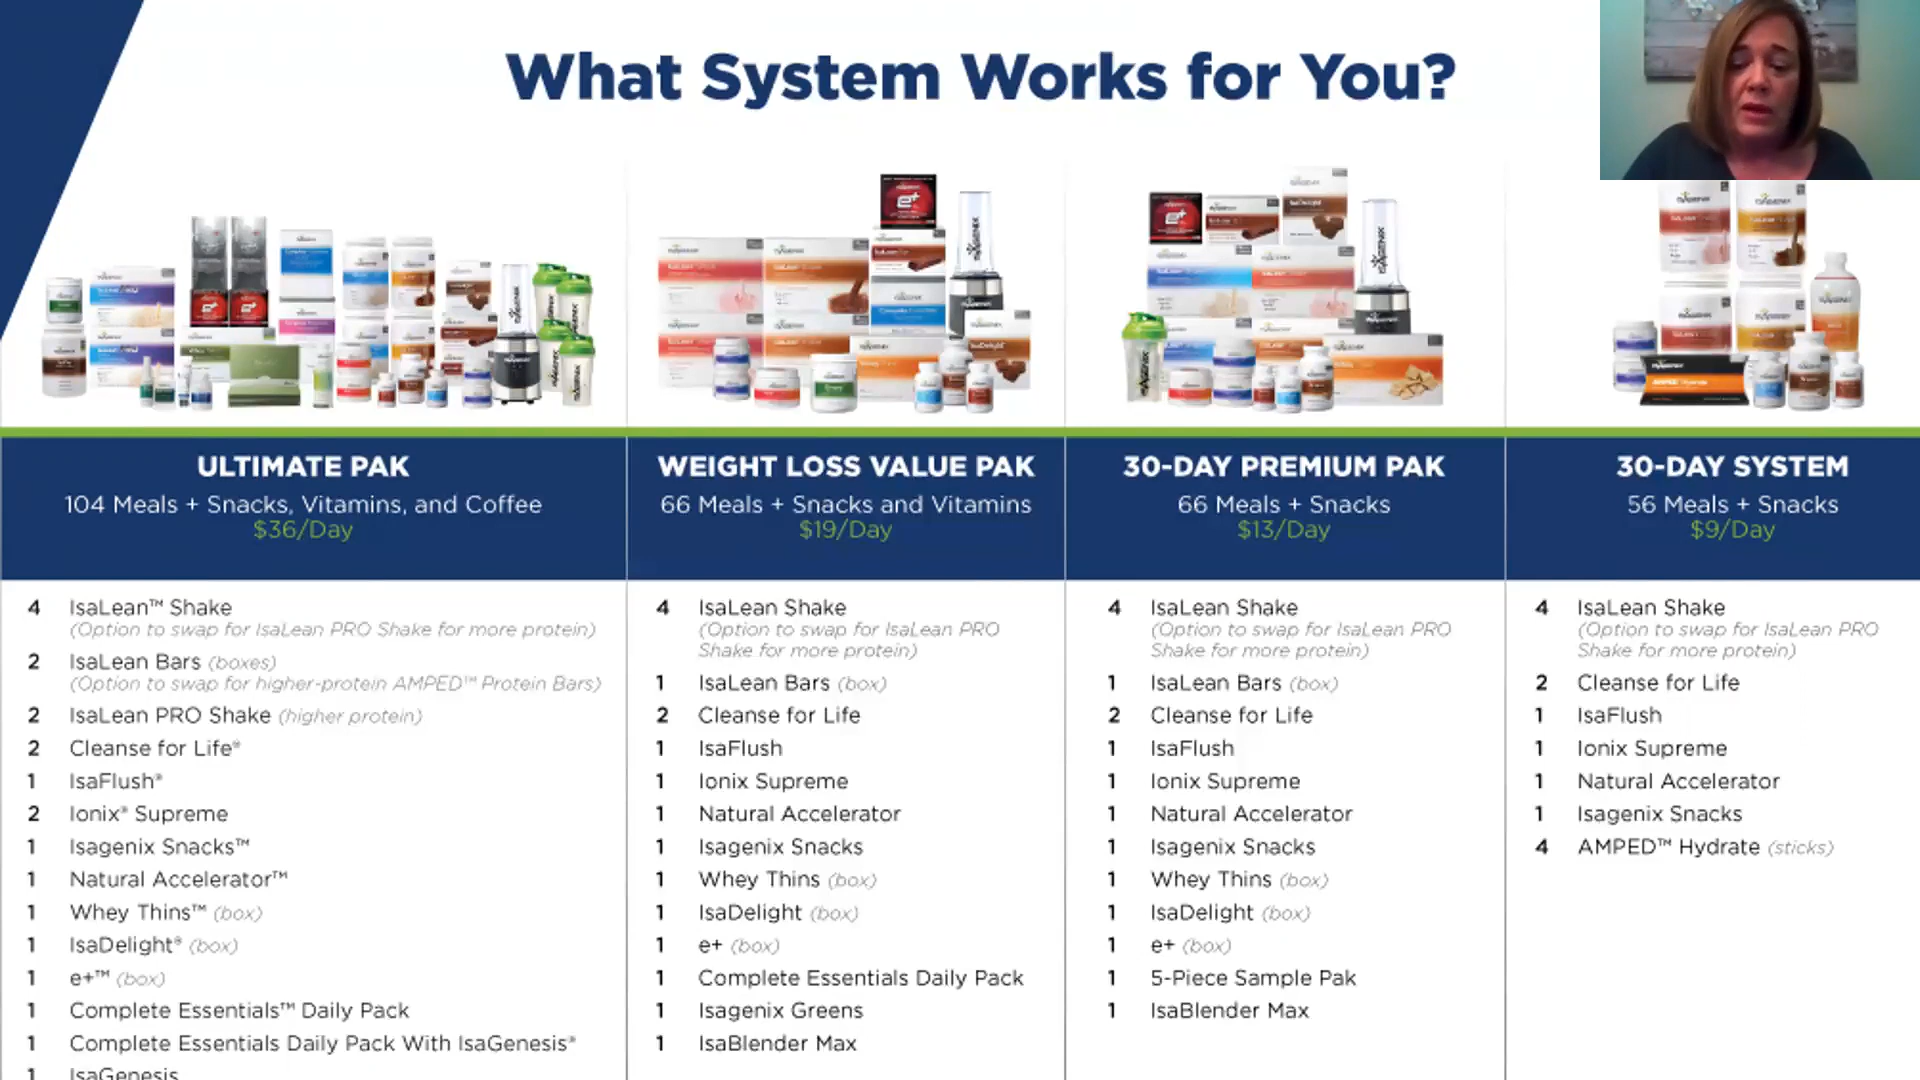 What System Works for You?
ULTIMATE PAK
104 Meals + Snacks, Vitamins, and Coffee
$36/Day
4 IsaLean™ Shake
(Option to swap for IsaLean PRO Shake for more protein)
2 IsaLean Bars (boxes)
(Option to swap for higher-protein AMPED™ Protein Bars)
2 IsaLean PRO Shake (higher protein)
2 Cleanse for Life®
1 IsaFlush®
2 Ionix® Supreme
1 Isagenix Snacks™
1 Natural Accelerator™
1 Whey Thins™ (box)
1 IsaDelight® (box)
1 e+™ (box)
1 Complete Essentials™ Daily Pack
1 Complete Essentials Daily Pack With IsaGenesis®
1 IsaGenesis
WEIGHT LOSS VALUE PAK
66 Meals + Snacks and Vitamins
$19/Day
4 IsaLean Shake
(Option to swap for IsaLean PRO
Shake for more protein)
1 IsaLean Bars (box)
2 Cleanse for Life
1 IsaFlush
1 Ionix Supreme
1 Natural Accelerator
1 Isagenix Snacks
1 Whey Thins (box)
1 IsaDelight (box)
1 e+ (box)
1 Complete Essentials Daily Pack
1 Isagenix Greens
1 IsaBlender Max
30-DAY PREMIUM PAK
66 Meals + Snacks
$13/Day
4 IsaLean Shake
(Option to swap for IsaLean PRO
Shake for more protein)
1 IsaLean Bars (box)
2 Cleanse for Life
1 IsaFlush
1 Ionix Supreme
1 Natural Accelerator
1 Isagenix Snacks
1 Whey Thins (box)
1 IsaDelight (box)
1 e+ (box)
1 5-Piece Sample Pak
1 IsaBlender Max
30-DAY SYSTEM
56 Meals + Snacks
$9/Day
4 IsaLean Shake
(Option to swap for IsaLean PRO
Shake for more protein)
2 Cleanse for Life
1 IsaFlush
1 Ionix Supreme
1 Natural Accelerator
1 Isagenix Snacks
4 AMPED™ Hydrate (sticks)